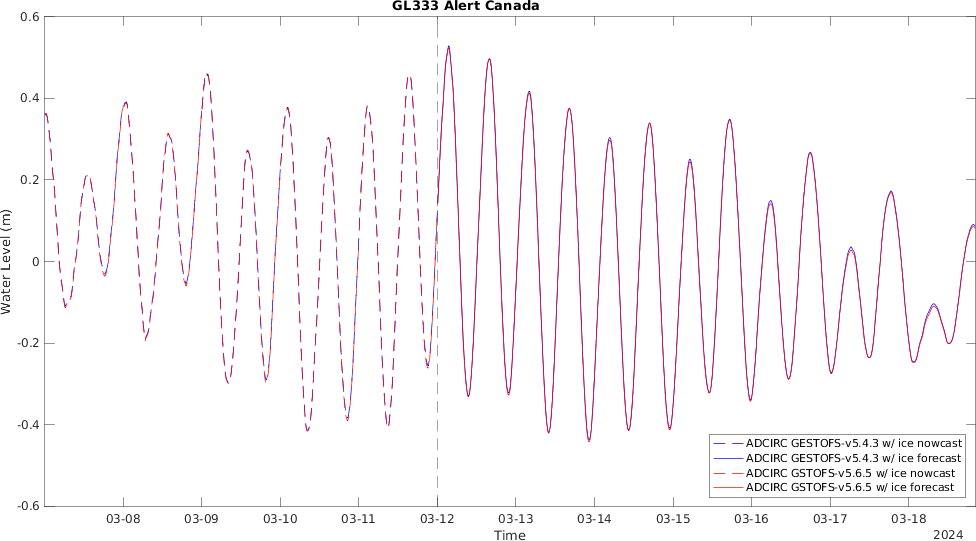 GL333 Alert Canada
0.6
0.4
0.2
0
-0.2
-0.4
-0.6
Water Level (m)
03-08 03-09 03-10 03-11 03-12 03-13 03-14 03-15 03-16 03-17 03-18
Time
2024
ADCIRC GESTOFS-v5.4.3 w/ ice nowcast
ADCIRC GESTOFS-v5.4.3 w/ ice forecast
ADCIRC GSTOFS-v5.6.5 w/ ice nowcast
ADCIRC GSTOFS-v5.6.5 w/ ice forecast